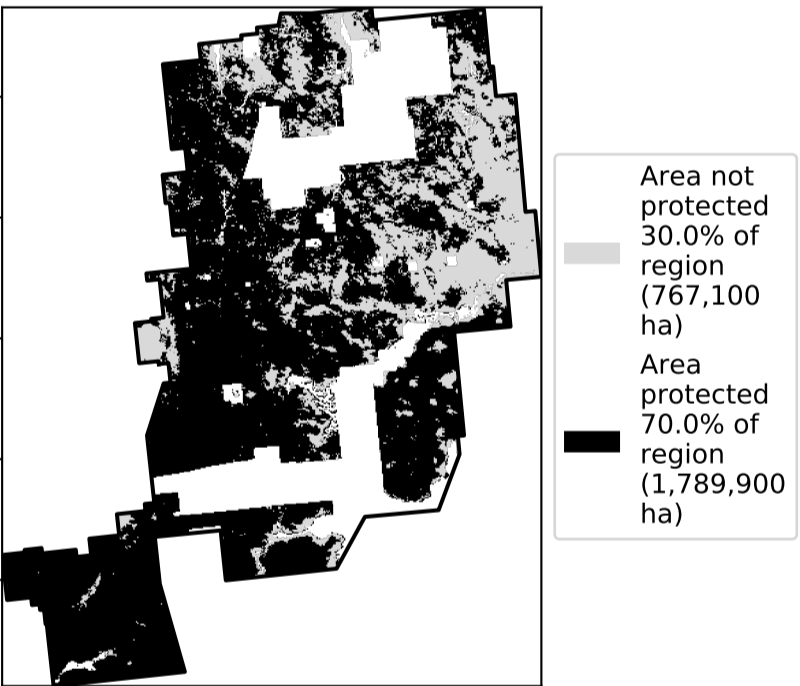 Area not
protected
30.0% of
region
(767,100
ha)
Area
protected
70.0% of
region
(1,789,900
ha)